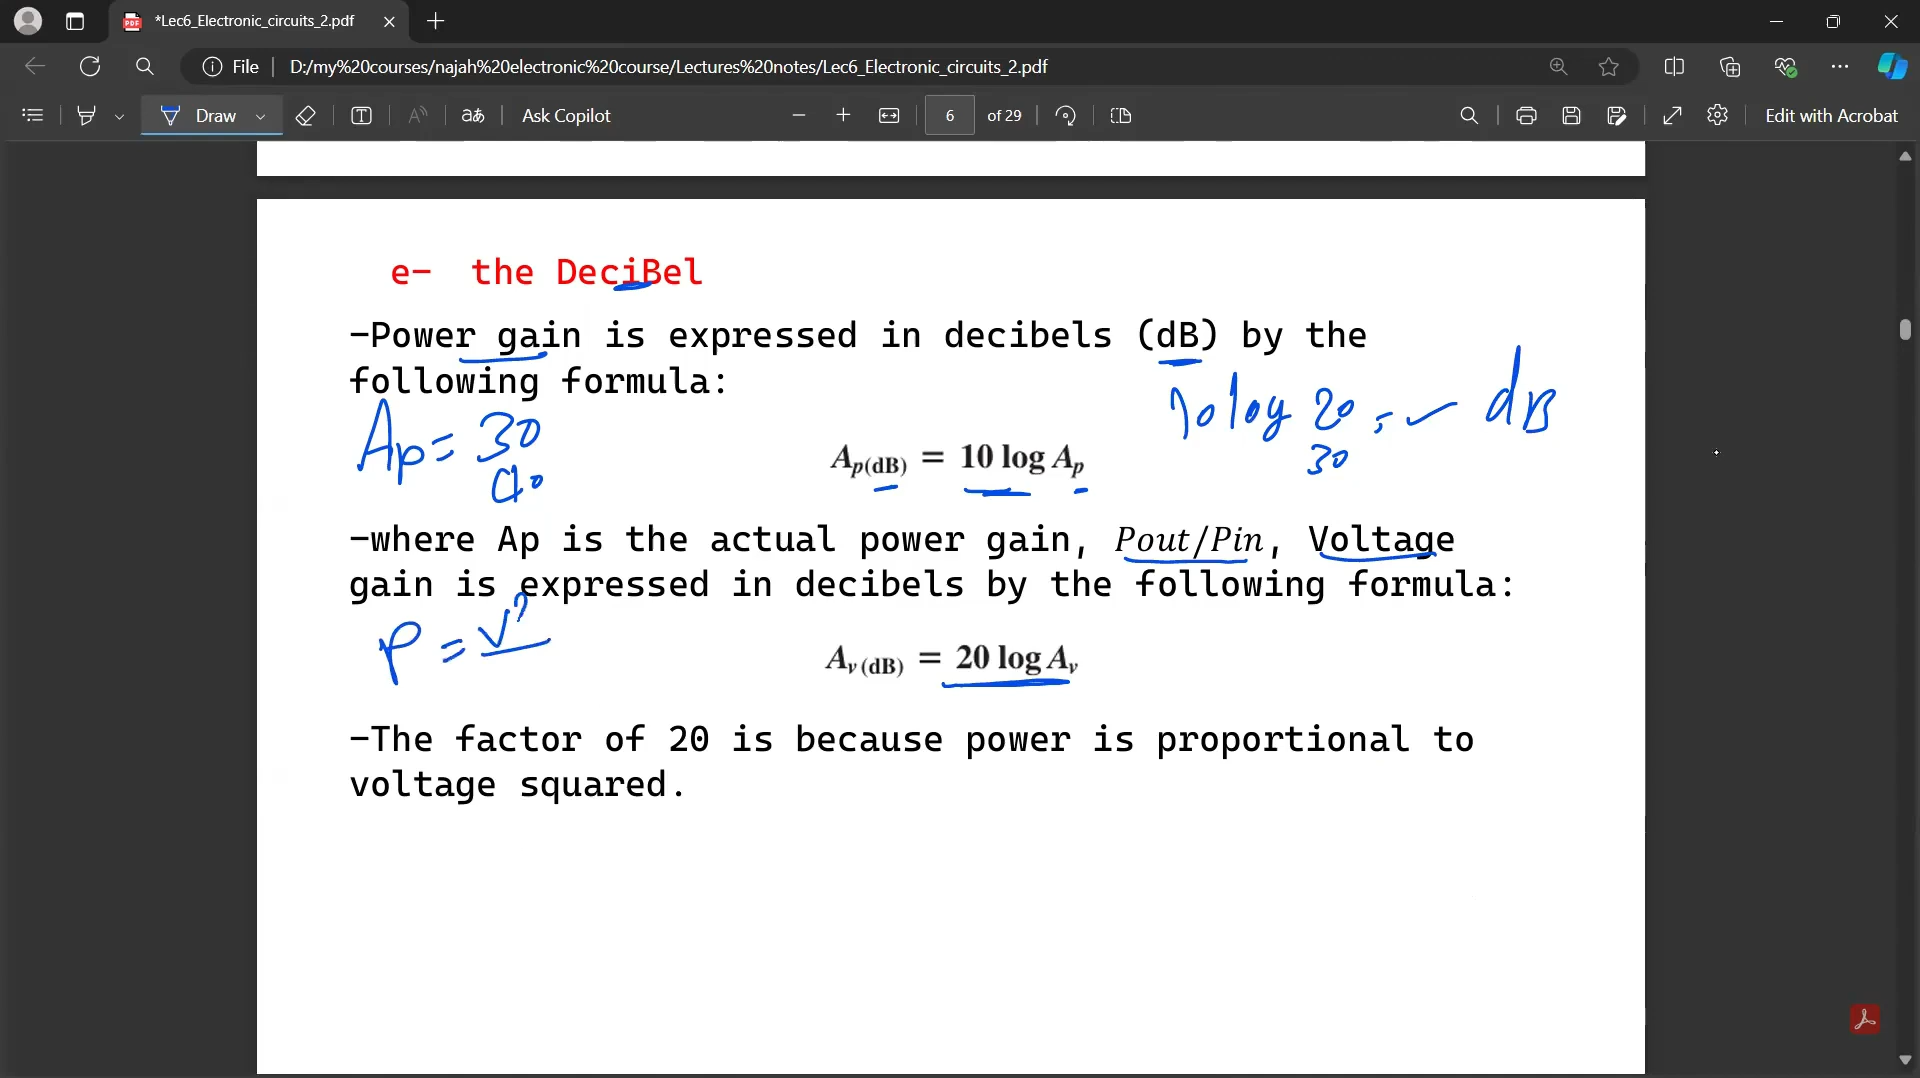 *Lec6_Electronic_circuits_2.pdf
File D:/my%20courses/najah%20electronic%20course/Lectures%20notes/Lec6_Electronic_circuits_2.pdf
Draw aあ Ask Copilot 6 of 29 Edit with Acrobat
e- the DeciBel
-Power gain is expressed in decibels (dB) by the
following formula:
Ap = 30
40
10 log 20 = dB
30
Ap(dB) = 10 log Ap
-where Ap is the actual power gain, Pout/Pin, Voltage
gain is expressed in decibels by the following formula:
P = V²
Av(dB) = 20 log Av
-The factor of 20 is because power is proportional to
voltage squared.